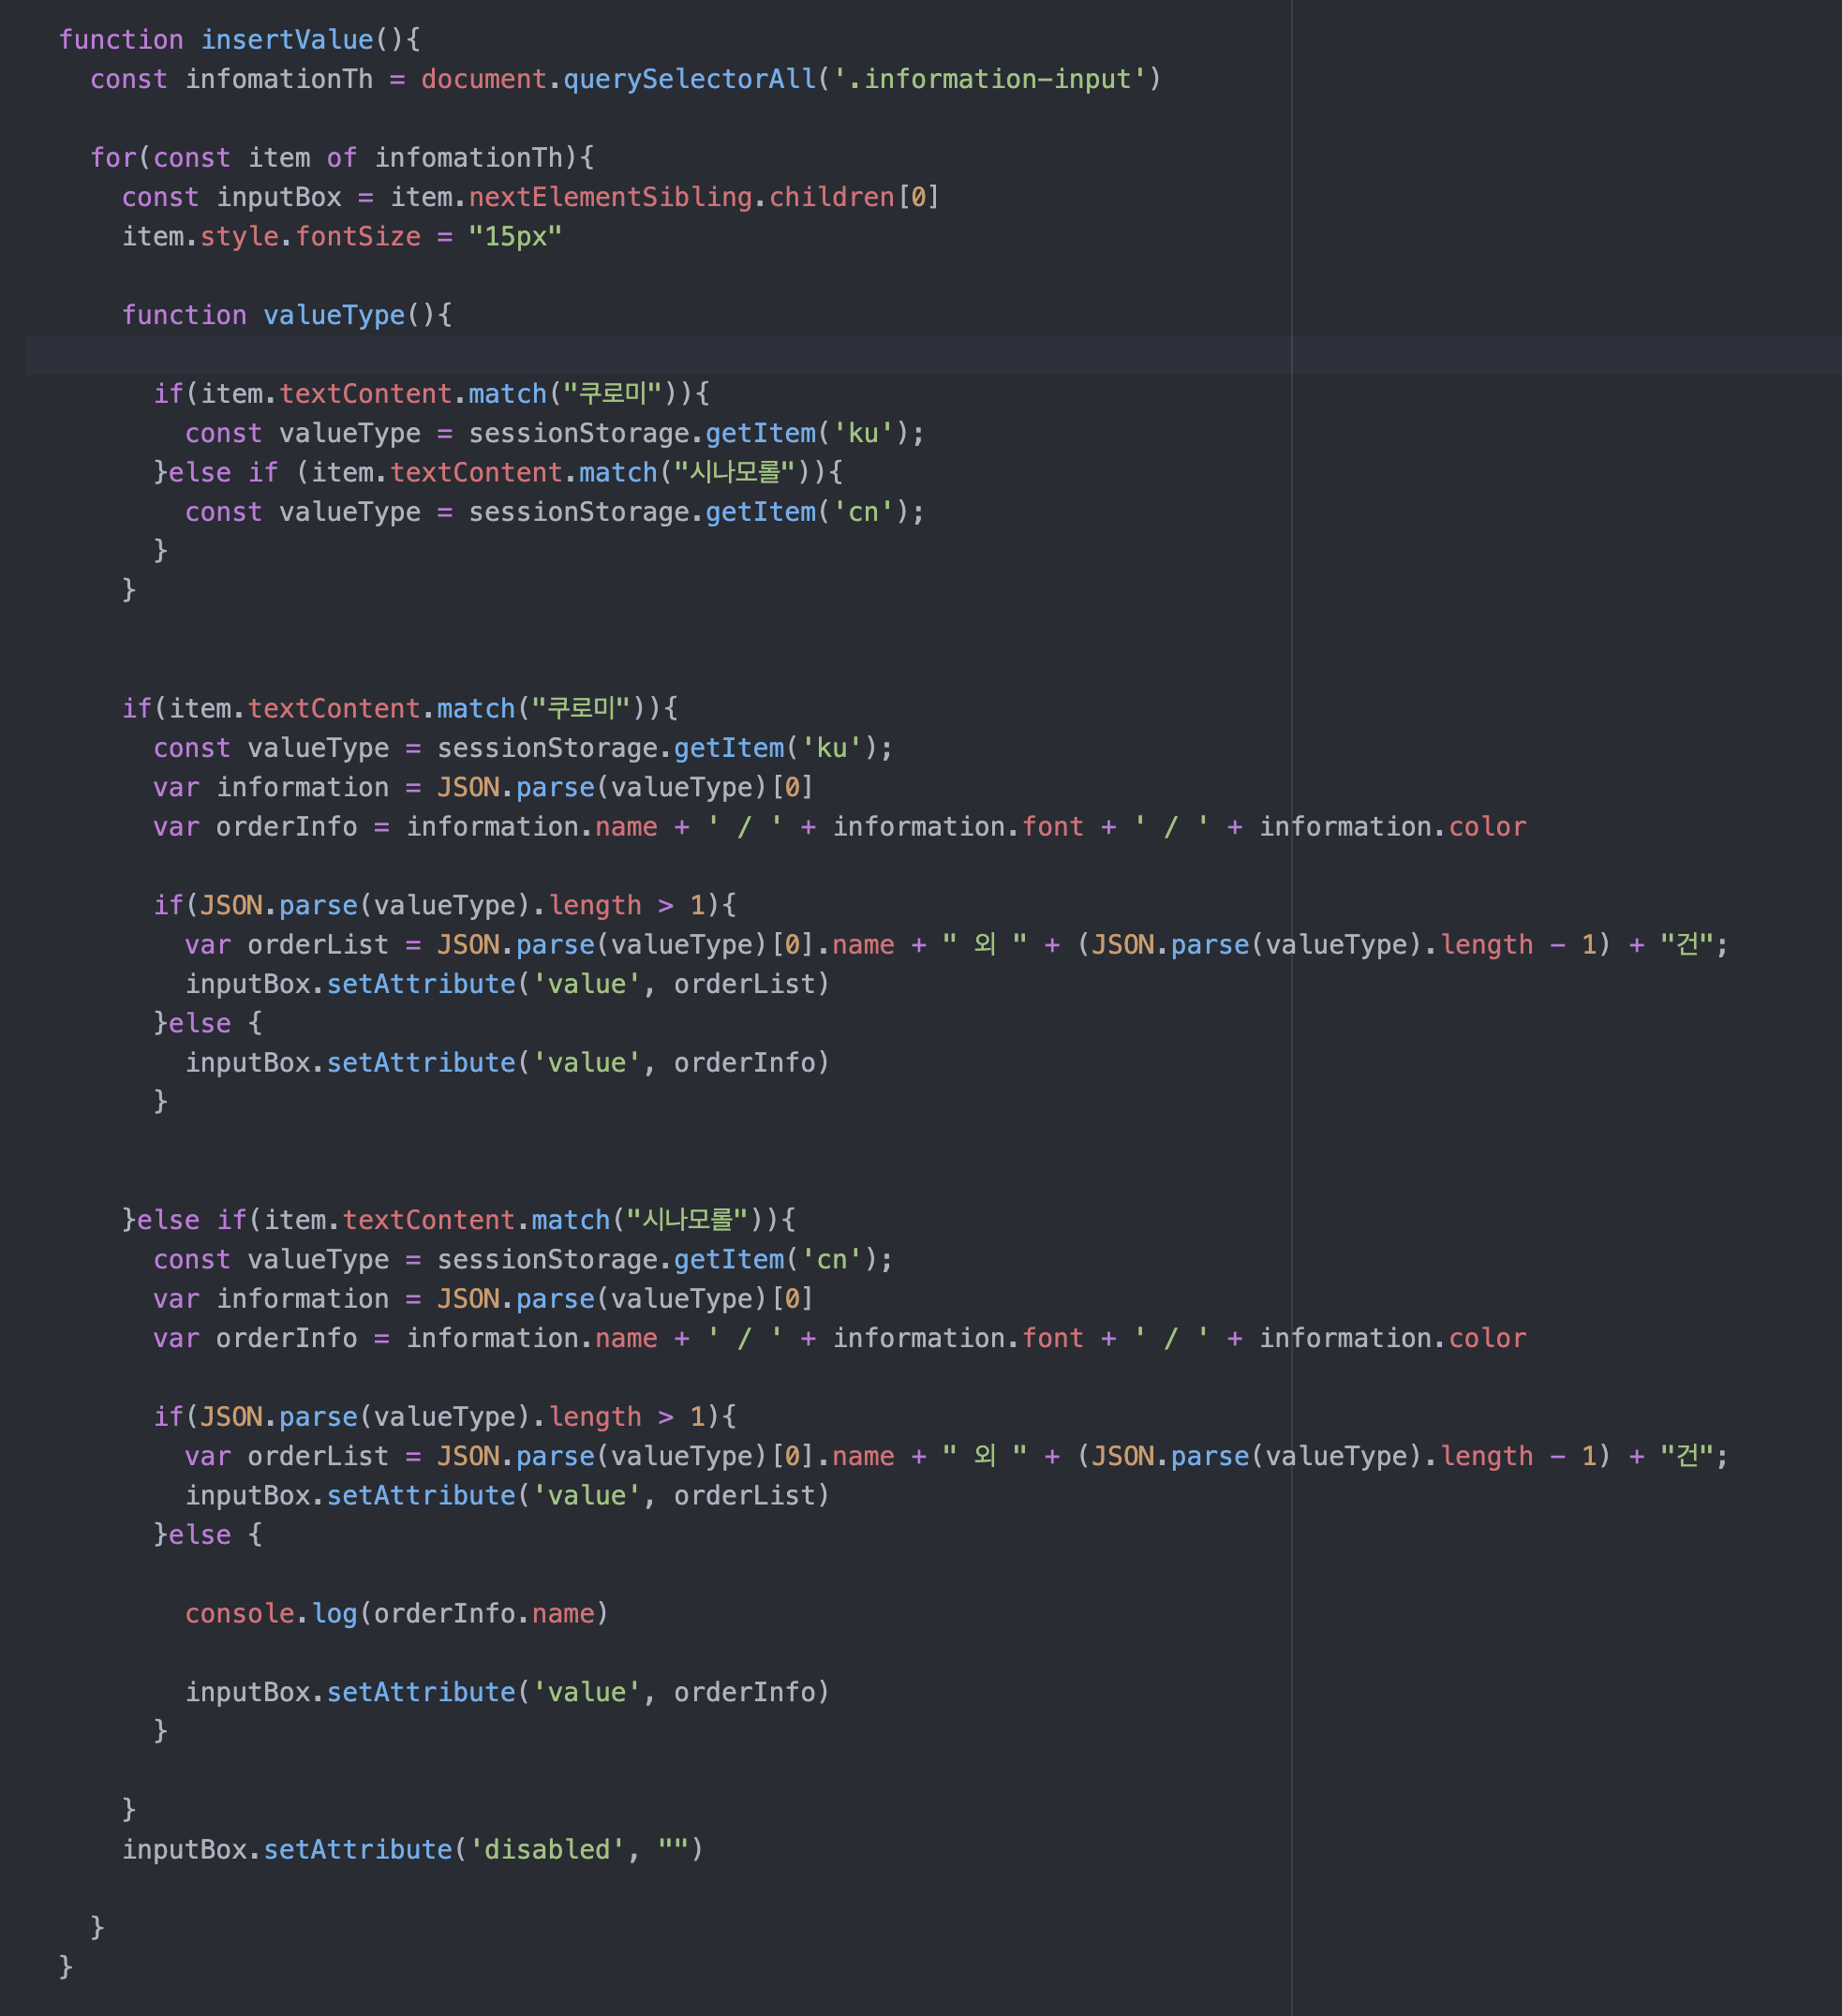 function insertValue(){
const infomationTh = document.querySelectorAll('.information-input')
for(const item of infomationTh){
const inputBox = item.nextElementSibling.children[0]
item.style.fontSize = "15px"
function valueType(){
if(item.textContent.match("쿠로미")){
const valueType = sessionStorage.getItem('ku');
}else if (item.textContent.match("시나모롤")){
const valueType = sessionStorage.getItem('cn');
}
}
if(item.textContent.match("쿠로미")){
const valueType = sessionStorage.getItem('ku');
var information = JSON.parse(valueType)[0]
var orderInfo = information.name + ' / ' + information.font + ' / ' + information.color
if(JSON.parse(valueType).length > 1){
var orderList = JSON.parse(valueType)[0].name + " 외 " + (JSON.parse(valueType).length - 1) + "건";
inputBox.setAttribute('value', orderList)
}else {
inputBox.setAttribute('value', orderInfo)
}
}else if(item.textContent.match("시나모롤")){
const valueType = sessionStorage.getItem('cn');
var information = JSON.parse(valueType)[0]
var orderInfo = information.name + ' / ' + information.font + ' / ' + information.color
if(JSON.parse(valueType).length > 1){
var orderList = JSON.parse(valueType)[0].name + " 외 " + (JSON.parse(valueType).length - 1) + "건";
inputBox.setAttribute('value', orderList)
}else {
console.log(orderInfo.name)
inputBox.setAttribute('value', orderInfo)
}
}
inputBox.setAttribute('disabled', "")
}
}